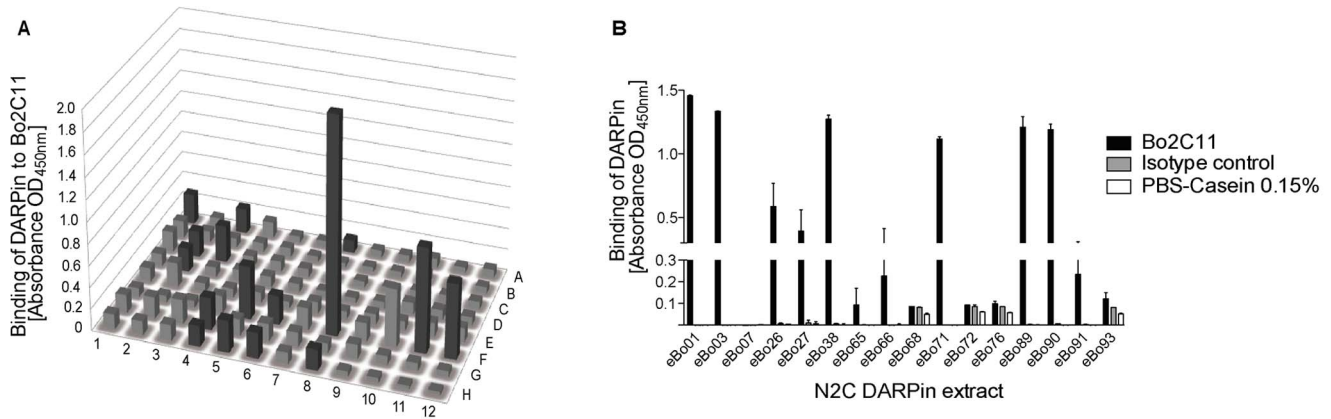 A
Binding of DARPin to Bo2C11
[Absorbance OD450nm]
2.0
1.8
1.6
1.4
1.2
1.0
0.8
0.6
0.4
0.2
0
1 2 3 4 5 6 7 8 9 10 11 12
A
B
C
D
E
F
G
H
B
Binding of DARPin
[Absorbance OD450nm]
1.5
1.0
0.5
0.3
0.2
0.1
eBo01 eBo03 eBo07 eBo26 eBo27 eBo38 eBo65 eBo66 eBo68 eBo71 eBo72 eBo76 eBo89 eBo90 eBo91 eBo93
N2C DARPin extract
Bo2C11
Isotype control
PBS-Casein 0.15%